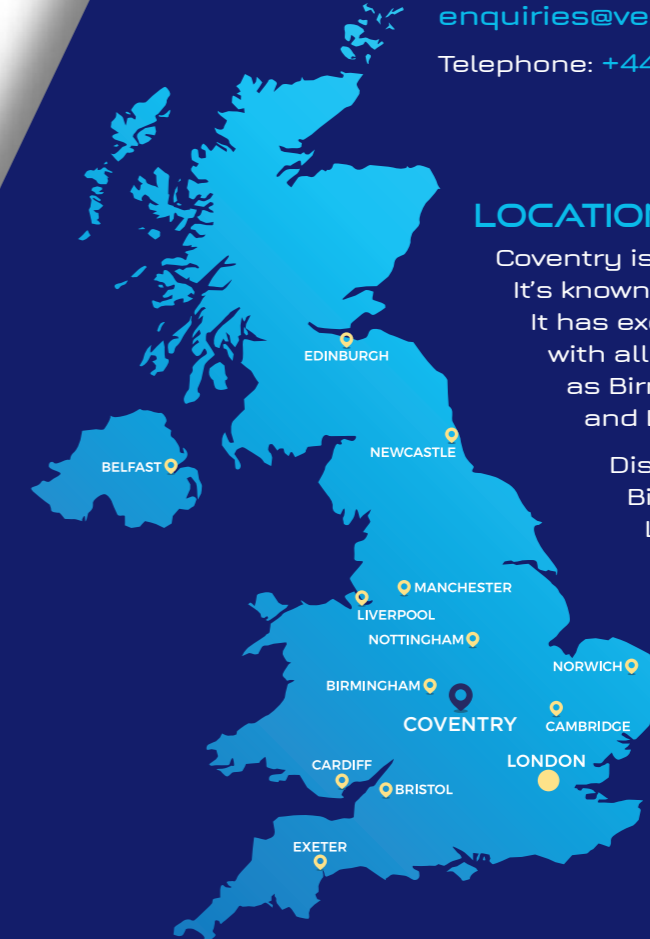 enquiries@ve
Telephone: +44
LOCATION
Coventry is
It's known
It has exc
with all
as Birm
and
Dis
Bi
L
EDINBURGH
NEWCASTLE
BELFAST
MANCHESTER
LIVERPOOL
NOTTINGHAM
NORWICH
BIRMINGHAM
COVENTRY
CAMBRIDGE
LONDON
CARDIFF
BRISTOL
EXETER